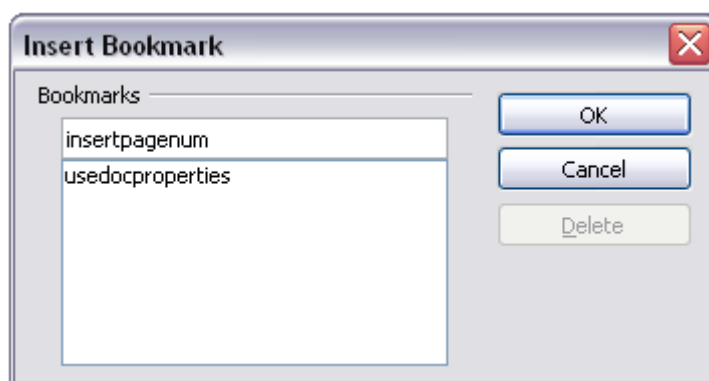 Insert Bookmark
Bookmarks
OK
insertpagenum
Cancel
usedocproperties
Delete